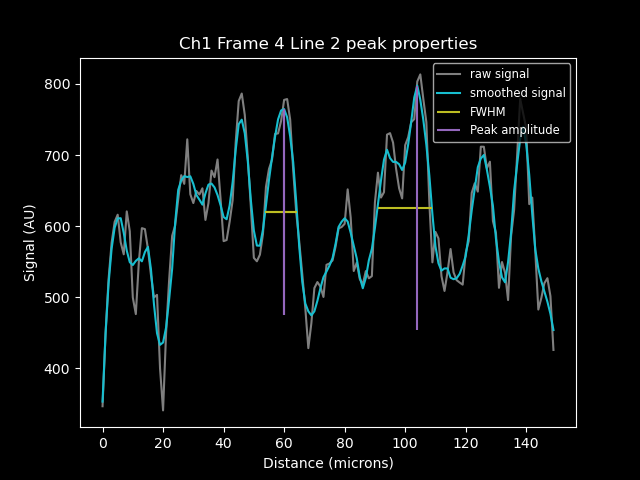 Ch1 Frame 4 Line 2 peak properties
raw signal
smoothed signal
FWHM
Peak amplitude
800
700
600
500
400
Signal (AU)
0 20 40 60 80 100 120 140
Distance (microns)